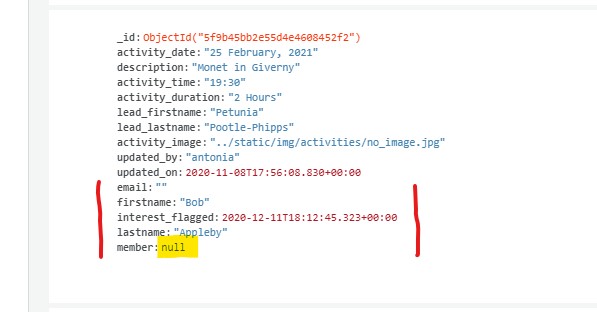 _id: ObjectId("5f9b45bb2e55d4e4608452f2")
activity_date: "25 February, 2021"
description: "Monet in Giverny"
activity_time: "19:30"
activity_duration: "2 Hours"
lead_firstname: "Petunia"
lead_lastname: "Pootle-Phipps"
activity_image: "../static/img/activities/no_image.jpg"
updated_by: "antonia"
updated_on: 2020-11-08T17:56:08.830+00:00
email: ""
firstname: "Bob"
interest_flagged: 2020-12-11T18:12:45.323+00:00
lastname: "Appleby"
member: null